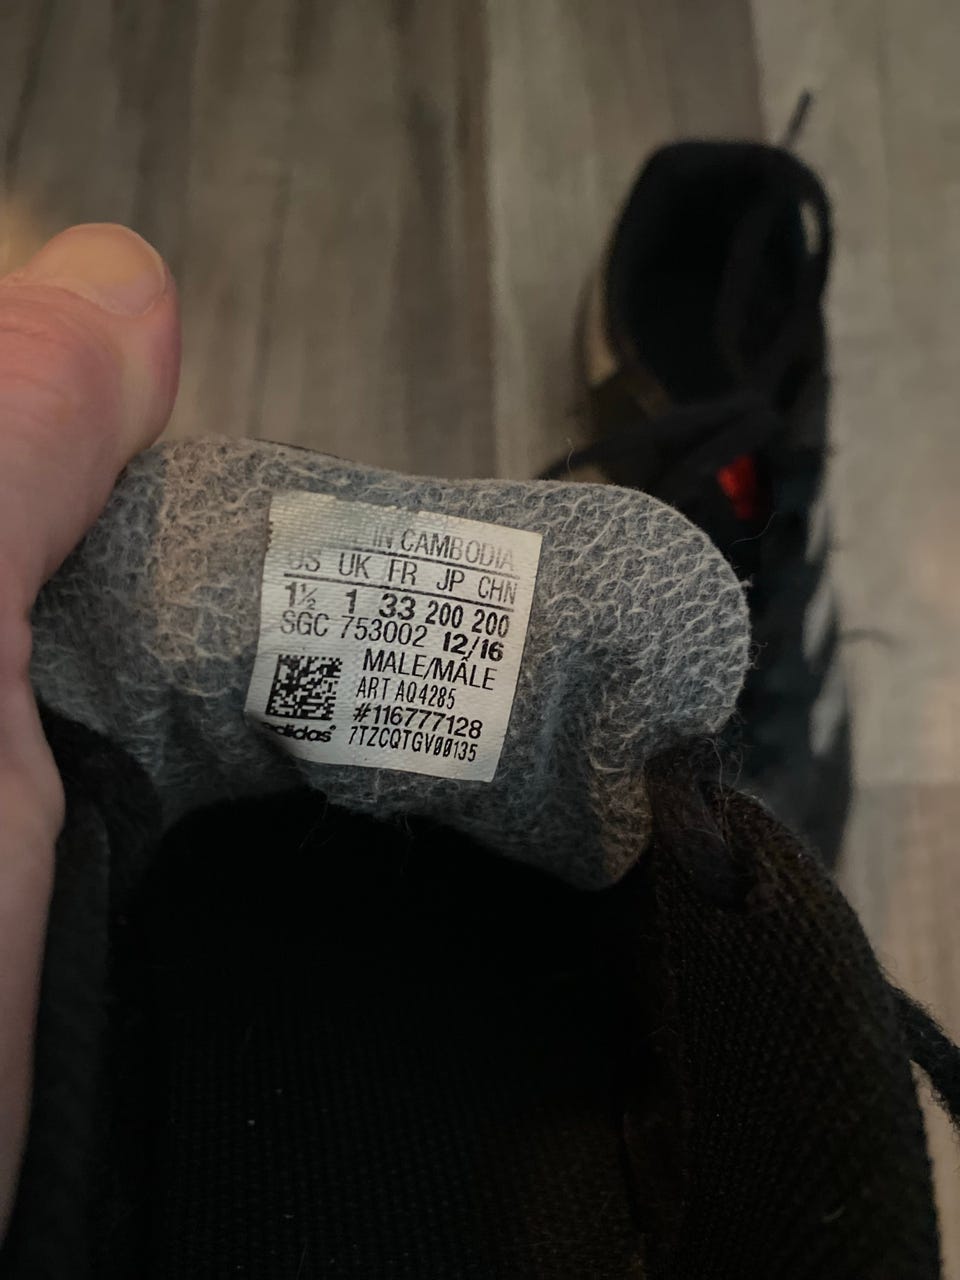 IN CAMBODIA
US UK FR JP CHN
1½ 1 33 200 200
SGC 753002 12/16
MALE/MÂLE
ART AQ4285
#116777128
adidas 7TZCQTGV00135